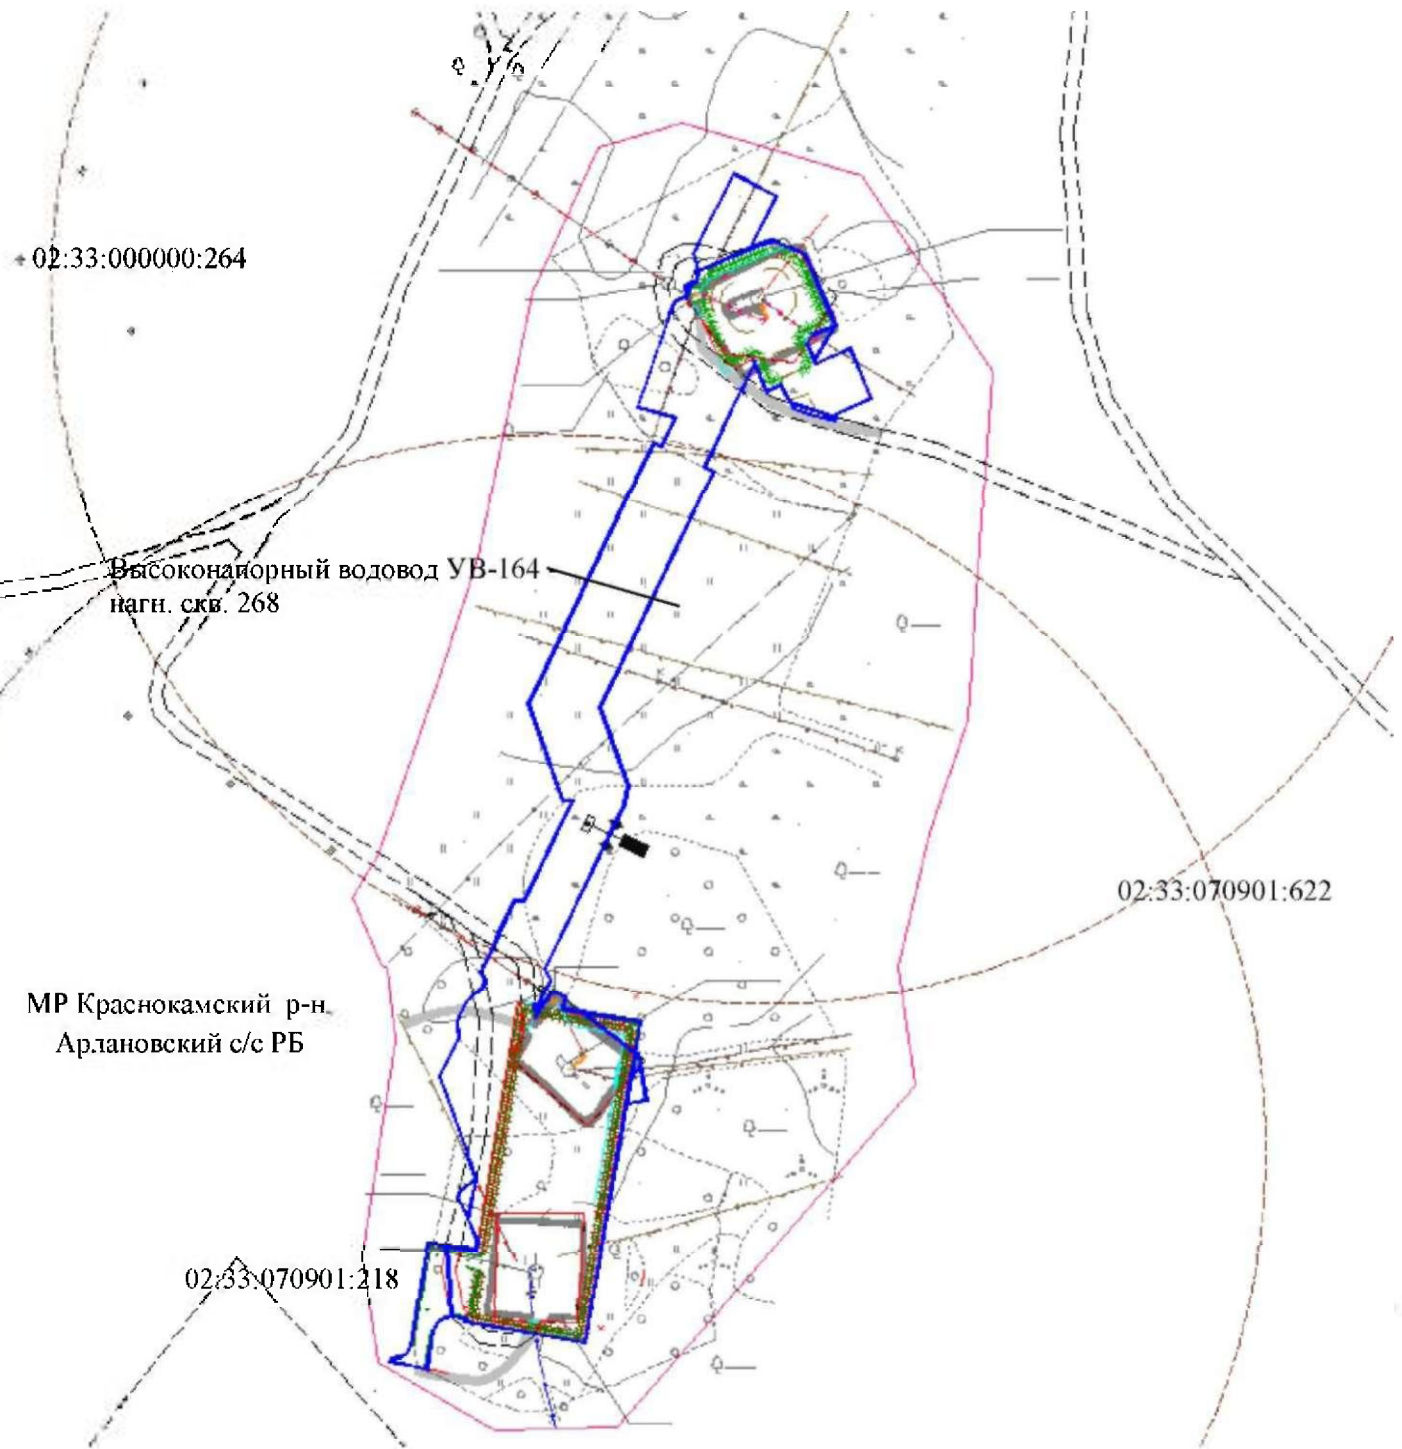 02:33:000000:264
Высоконапорный водовод УВ-164
нагн. скв. 268
02:33:070901:622
МР Краснокамский р-н
Арлановский с/с РБ
02:33:070901:218